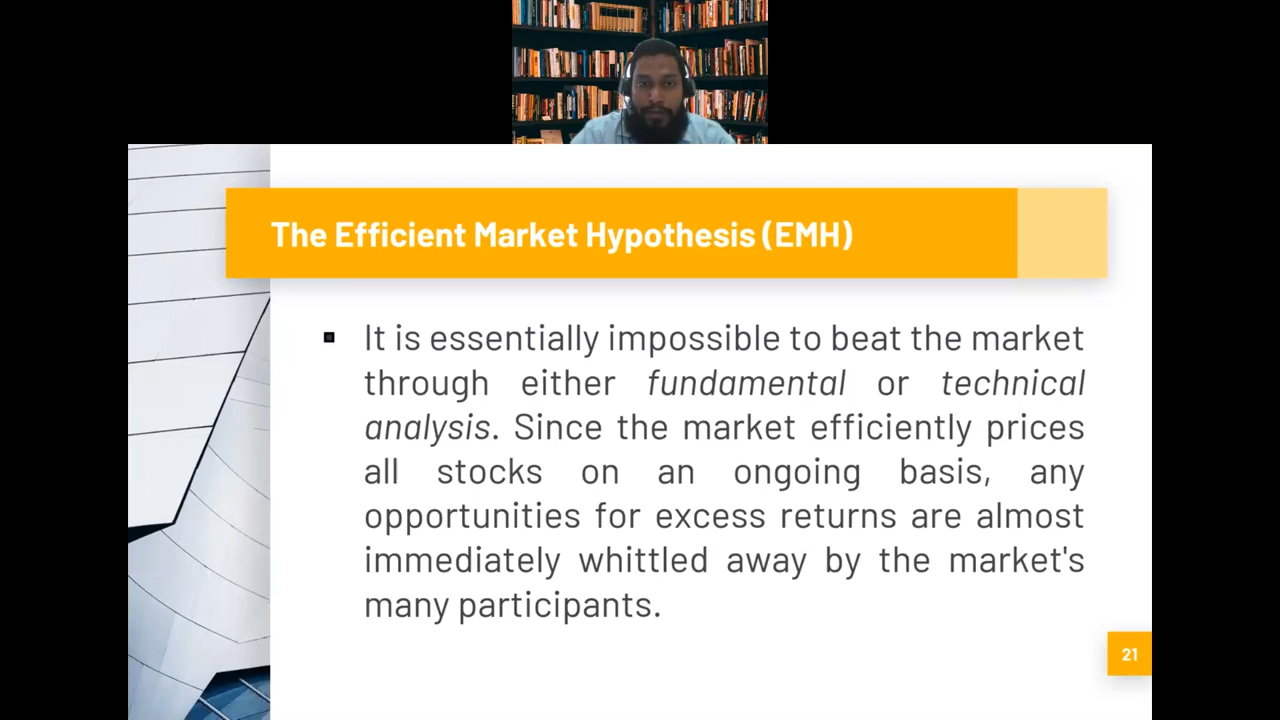 The Efficient Market Hypothesis (EMH)
It is essentially impossible to beat the market
through either fundamental or technical
analysis. Since the market efficiently prices
all stocks on an ongoing basis, any
opportunities for excess returns are almost
immediately whittled away by the market's
many participants.
21